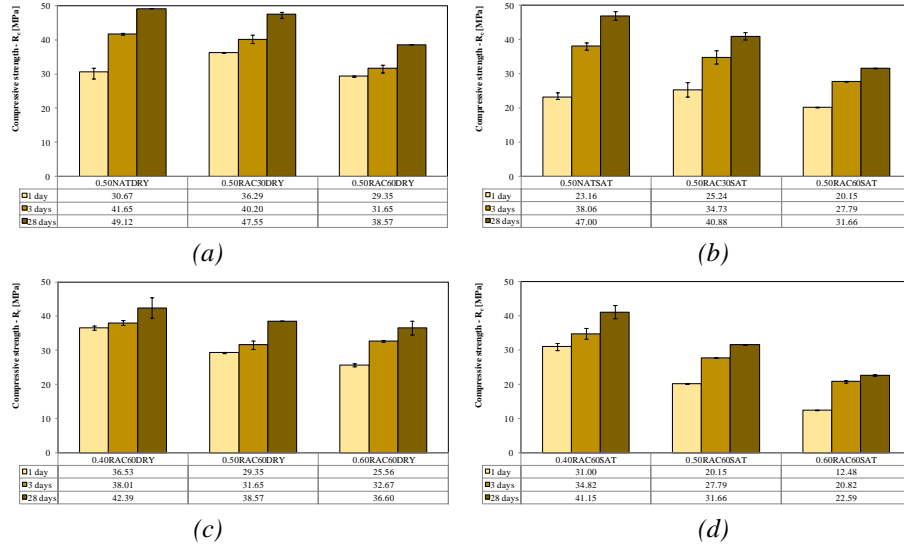 Compressive strength - Rc [MPa]
50
40
30
20
10
0
0.50NATDRY 0.50RAC30DRY 0.50RAC60DRY
1 day 30.67 36.29 29.35
3 days 41.65 40.20 31.65
28 days 49.12 47.55 38.57
(a)
Compressive strength - Rc [MPa]
50
40
30
20
10
0
0.50NATSAT 0.50RAC30SAT 0.50RAC60SAT
1 day 23.16 25.24 20.15
3 days 38.06 34.73 27.79
28 days 47.00 40.88 31.66
(b)
Compressive strength - Rc [MPa]
50
40
30
20
10
0
0.40RAC60DRY 0.50RAC60DRY 0.60RAC60DRY
1 day 36.53 29.35 25.56
3 days 38.01 31.65 32.67
28 days 42.39 38.57 36.60
(c)
Compressive strength - Rc [MPa]
50
40
30
20
10
0
0.40RAC60SAT 0.50RAC60SAT 0.60RAC60SAT
1 day 31.00 20.15 12.48
3 days 34.82 27.79 20.82
28 days 41.15 31.66 22.59
(d)